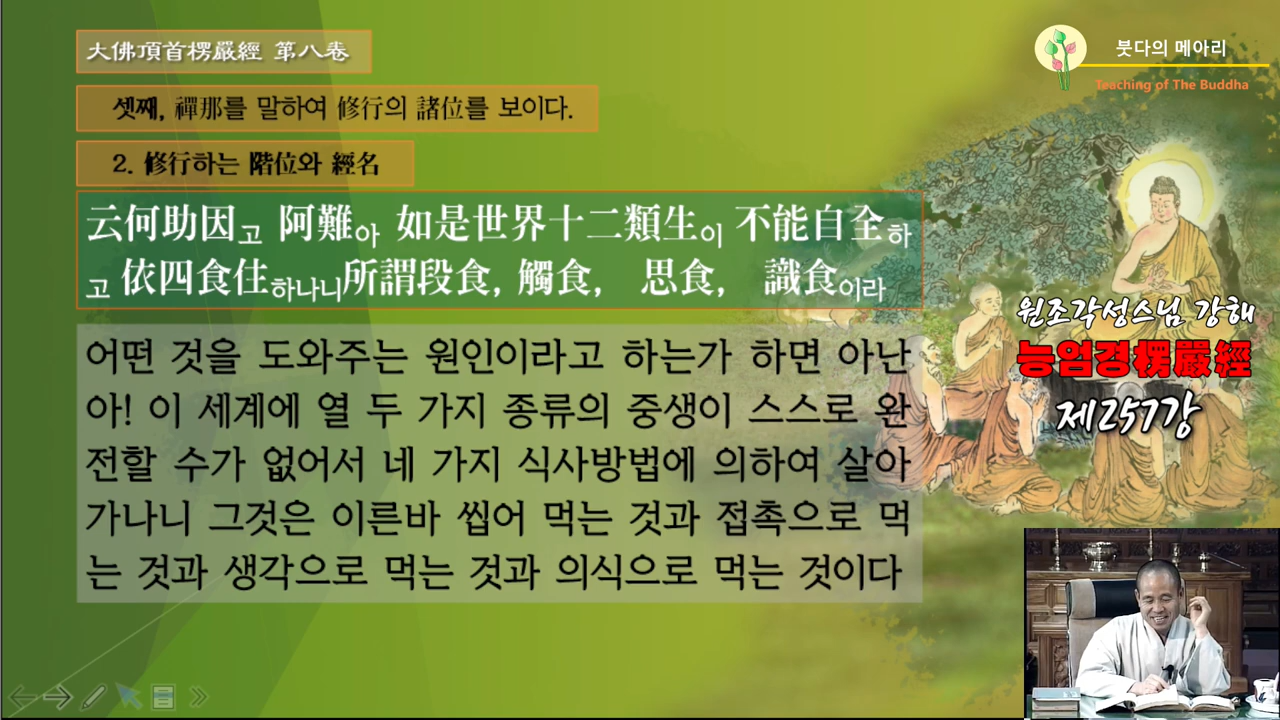 大佛頂首楞嚴經 第八卷
셋째, 禪那를 말하여 修行의 諸位를 보이다.
2. 修行하는 階位와 經名
云何助因고 阿難아 如是世界十二類生이 不能自全하
고 依四食住하나니所謂段食, 觸食, 思食, 識食이라
어떤 것을 도와주는 원인이라고 하는가 하면 아난
아! 이 세계에 열 두 가지 종류의 중생이 스스로 완
전할 수가 없어서 네 가지 식사방법에 의하여 살아
가나니 그것은 이른바 씹어 먹는 것과 접촉으로 먹
는 것과 생각으로 먹는 것과 의식으로 먹는 것이다
붓다의 메아리
Teaching of The Buddha
원조각성스님 강해
능엄경楞嚴經
제257강